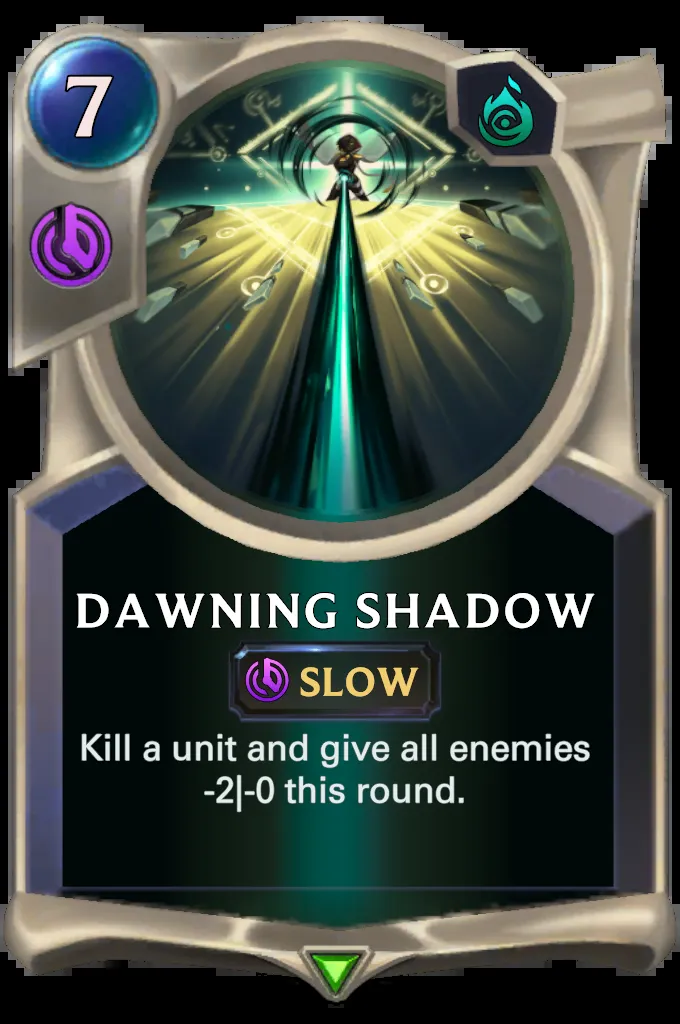 7
DAWNING SHADOW
SLOW
Kill a unit and give all enemies
-2|-0 this round.